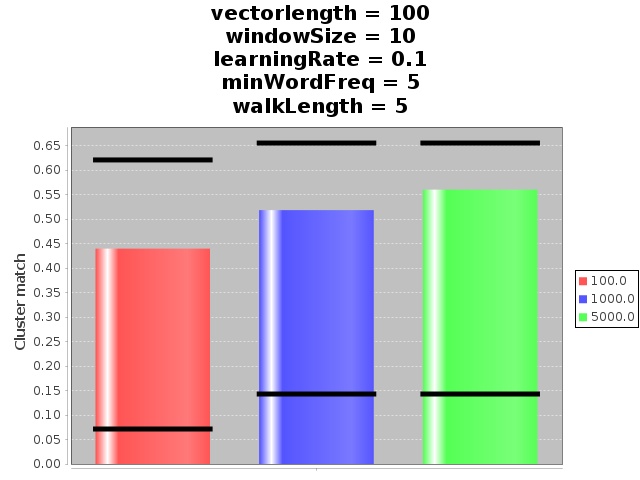 vectorlength = 100
windowSize = 10
learningRate = 0.1
minWordFreq = 5
walkLength = 5
Cluster match
0.65
0.60
0.55
0.50
0.45
0.40
0.35
0.30
0.25
0.20
0.15
0.10
0.05
0.00
100.0
1000.0
5000.0